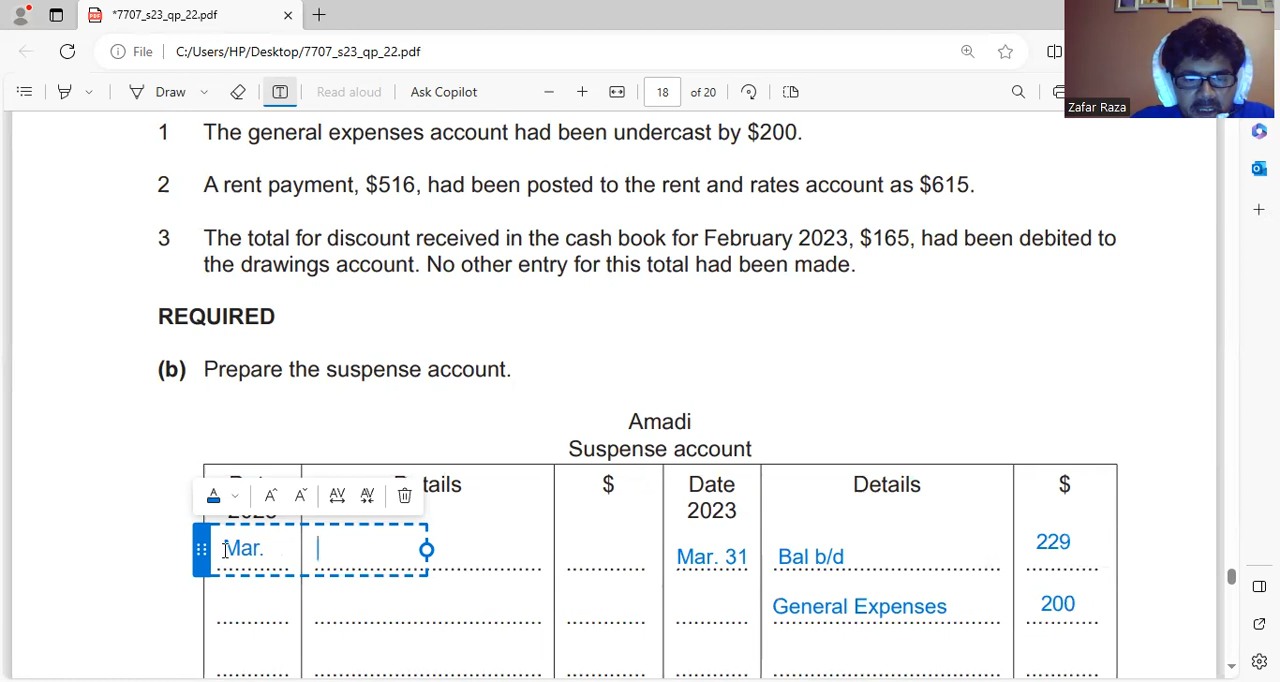 *7707_s23_qp_22.pdf
File C:/Users/HP/Desktop/7707_s23_qp_22.pdf
Draw Read aloud Ask Copilot 18 of 20
Zafar Raza
1 The general expenses account had been undercast by $200.
2 A rent payment, $516, had been posted to the rent and rates account as $615.
3 The total for discount received in the cash book for February 2023, $165, had been debited to
the drawings account. No other entry for this total had been made.
REQUIRED
(b) Prepare the suspense account.
Amadi
Suspense account
tails $ Date Details $
2023
Mar. Mar. 31 Bal b/d 229
General Expenses 200